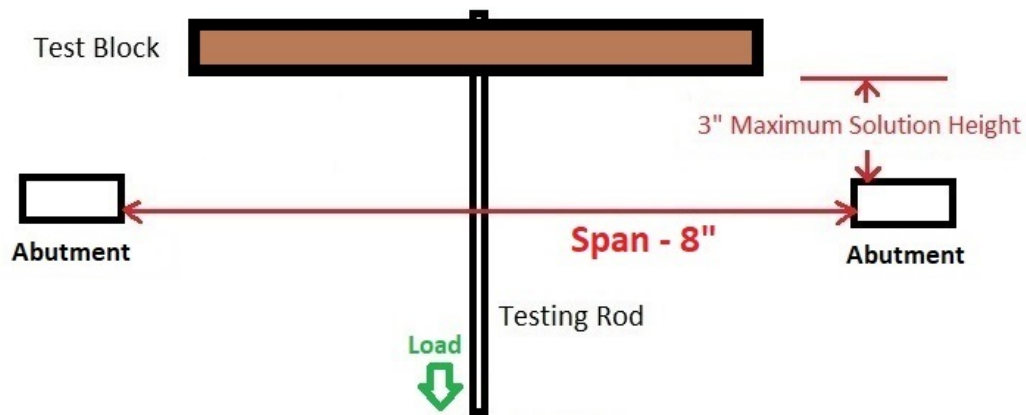 Test Block
3" Maximum Solution Height
Abutment
Span - 8"
Abutment
Testing Rod
Load